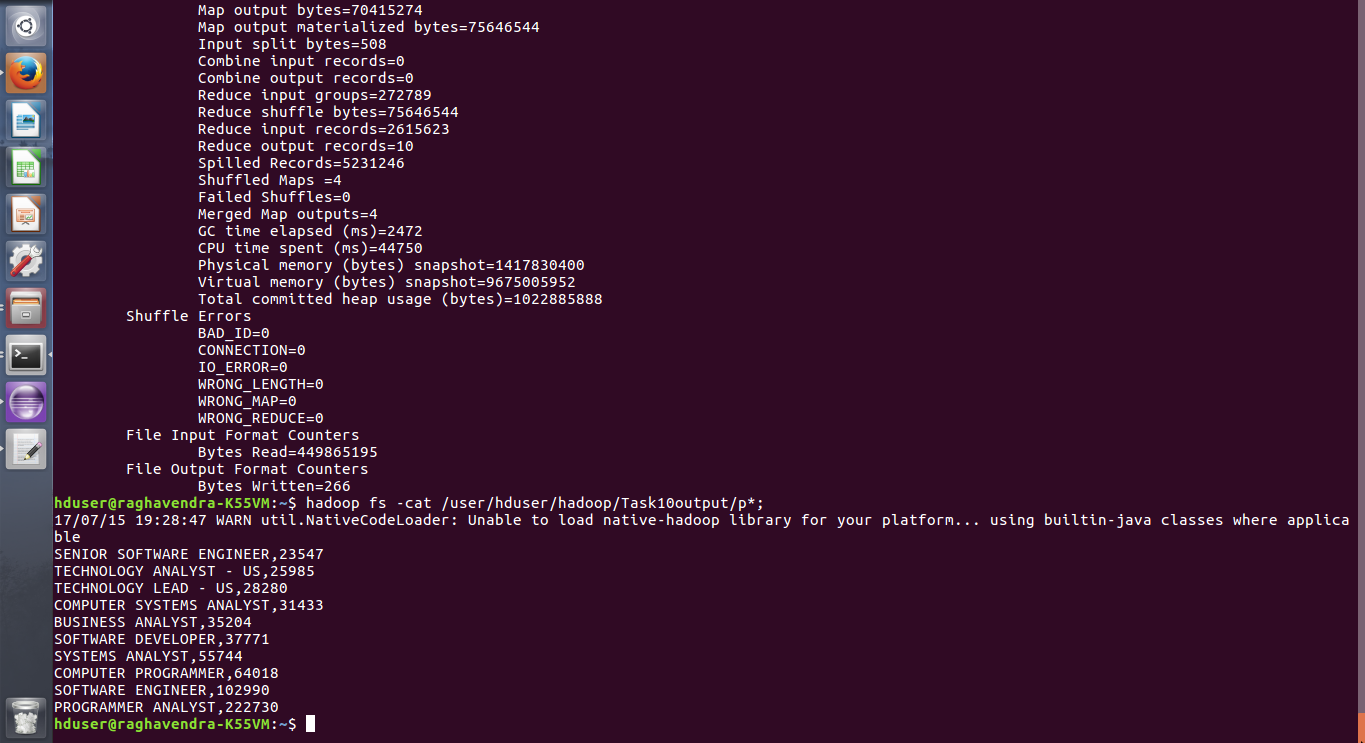 Map output bytes=70415274
Map output materialized bytes=75646544
Input split bytes=508
Combine input records=0
Combine output records=0
Reduce input groups=272789
Reduce shuffle bytes=75646544
Reduce input records=2615623
Reduce output records=10
Spilled Records=5231246
Shuffled Maps =4
Failed Shuffles=0
Merged Map outputs=4
GC time elapsed (ms)=2472
CPU time spent (ms)=44750
Physical memory (bytes) snapshot=1417830400
Virtual memory (bytes) snapshot=9675005952
Total committed heap usage (bytes)=1022885888
Shuffle Errors
BAD_ID=0
CONNECTION=0
IO_ERROR=0
WRONG_LENGTH=0
WRONG_MAP=0
WRONG_REDUCE=0
File Input Format Counters
Bytes Read=449865195
File Output Format Counters
Bytes Written=266
hduser@raghavendra-K55VM:~$ hadoop fs -cat /user/hduser/hadoop/Task10output/p*;
17/07/15 19:28:47 WARN util.NativeCodeLoader: Unable to load native-hadoop library for your platform... using builtin-java classes where applica
ble
SENIOR SOFTWARE ENGINEER,23547
TECHNOLOGY ANALYST - US,25985
TECHNOLOGY LEAD - US,28280
COMPUTER SYSTEMS ANALYST,31433
BUSINESS ANALYST,35204
SOFTWARE DEVELOPER,37771
SYSTEMS ANALYST,55744
COMPUTER PROGRAMMER,64018
SOFTWARE ENGINEER,102990
PROGRAMMER ANALYST,222730
hduser@raghavendra-K55VM:~$